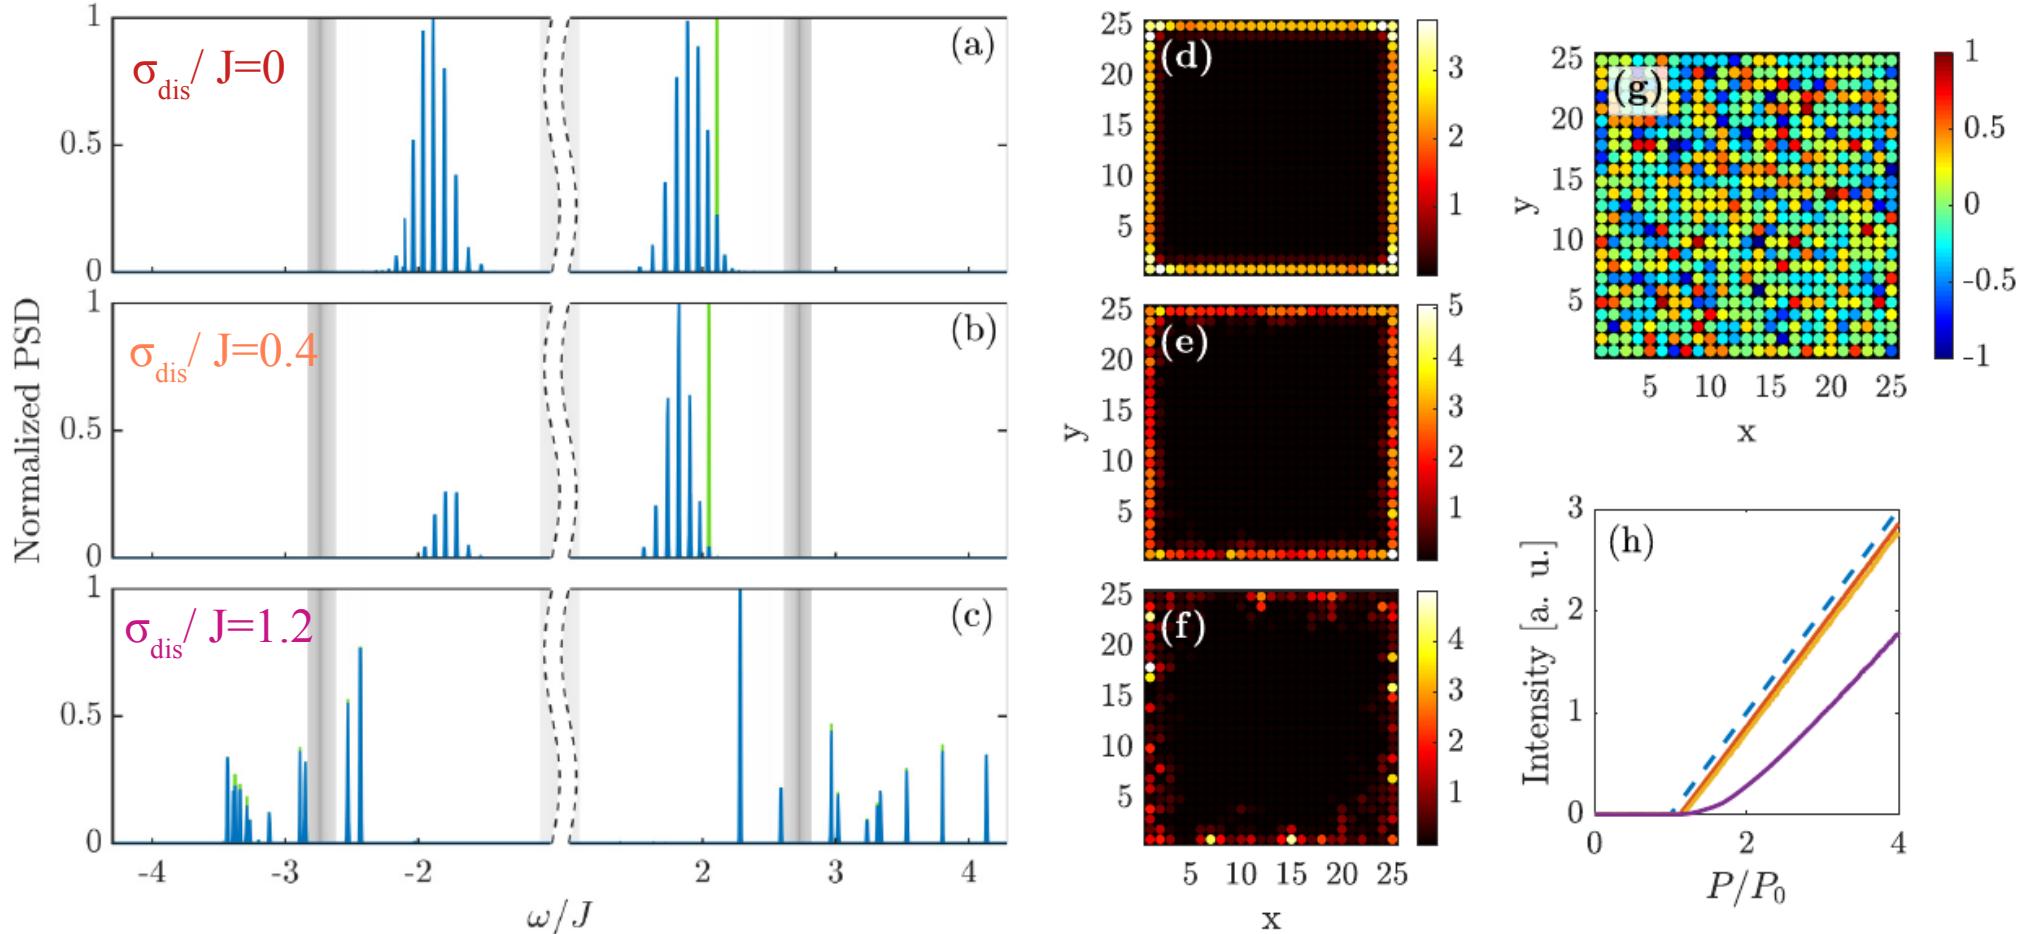 Normalized PSD
1
0.5
0
σdis/ J=0
(a)
1
0.5
0
σdis/ J=0.4
(b)
1
0.5
0
σdis/ J=1.2
(c)
-4 -3 -2 2 3 4
ω/J
y
25
20
15
10
5
(d)
3
2
1
25
20
15
10
5
(e)
5
4
3
2
1
25
20
15
10
5
(f)
4
3
2
1
5 10 15 20 25
x
y
25
20
15
10
5
(g)
1
0.5
0
-0.5
-1
5 10 15 20 25
x
Intensity [a. u.]
3
2
1
0
(h)
0 2 4
P/P₀